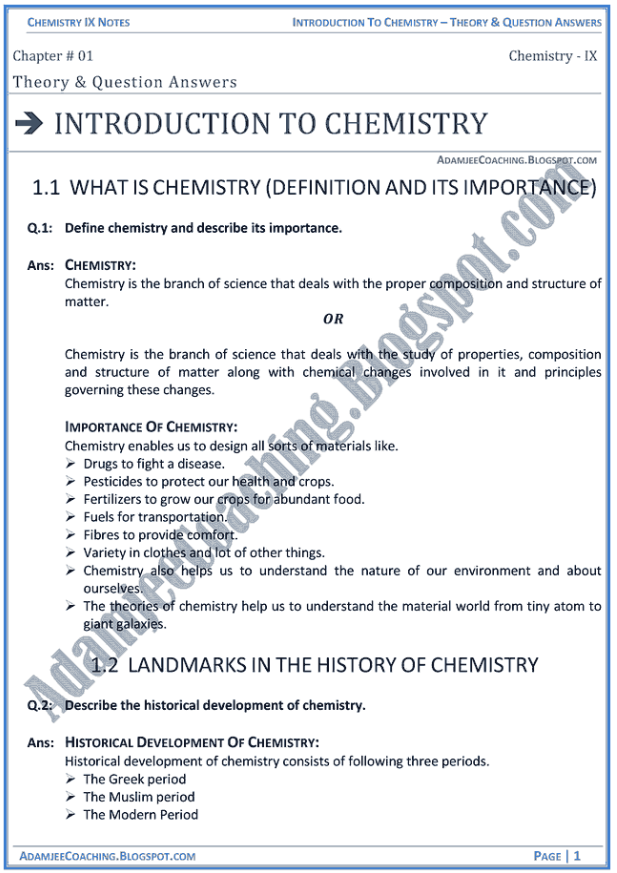 CHEMISTRY IX NOTES INTRODUCTION TO CHEMISTRY – THEORY & QUESTION ANSWERS
Chapter # 01 Chemistry - IX
Theory & Question Answers
➔ INTRODUCTION TO CHEMISTRY
ADAMJEECOACHING.BLOGSPOT.COM
1.1 WHAT IS CHEMISTRY (DEFINITION AND ITS IMPORTANCE)
Q.1: Define chemistry and describe its importance.
Ans: CHEMISTRY:
Chemistry is the branch of science that deals with the proper composition and structure of
matter.
OR
Chemistry is the branch of science that deals with the study of properties, composition
and structure of matter along with chemical changes involved in it and principles
governing these changes.
IMPORTANCE OF CHEMISTRY:
Chemistry enables us to design all sorts of materials like.
➢ Drugs to fight a disease.
➢ Pesticides to protect our health and crops.
➢ Fertilizers to grow our crops for abundant food.
➢ Fuels for transportation.
➢ Fibres to provide comfort.
➢ Variety in clothes and lot of other things.
➢ Chemistry also helps us to understand the nature of our environment and about
ourselves.
➢ The theories of chemistry help us to understand the material world from tiny atom to
giant galaxies.
1.2 LANDMARKS IN THE HISTORY OF CHEMISTRY
Q.2: Describe the historical development of chemistry.
Ans: HISTORICAL DEVELOPMENT OF CHEMISTRY:
Historical development of chemistry consists of following three periods.
➢ The Greek period
➢ The Muslim period
➢ The Modern Period
ADAMJEECOACHING.BLOGSPOT.COM PAGE | 1
AdamjeeCoaching.Blogspot.com